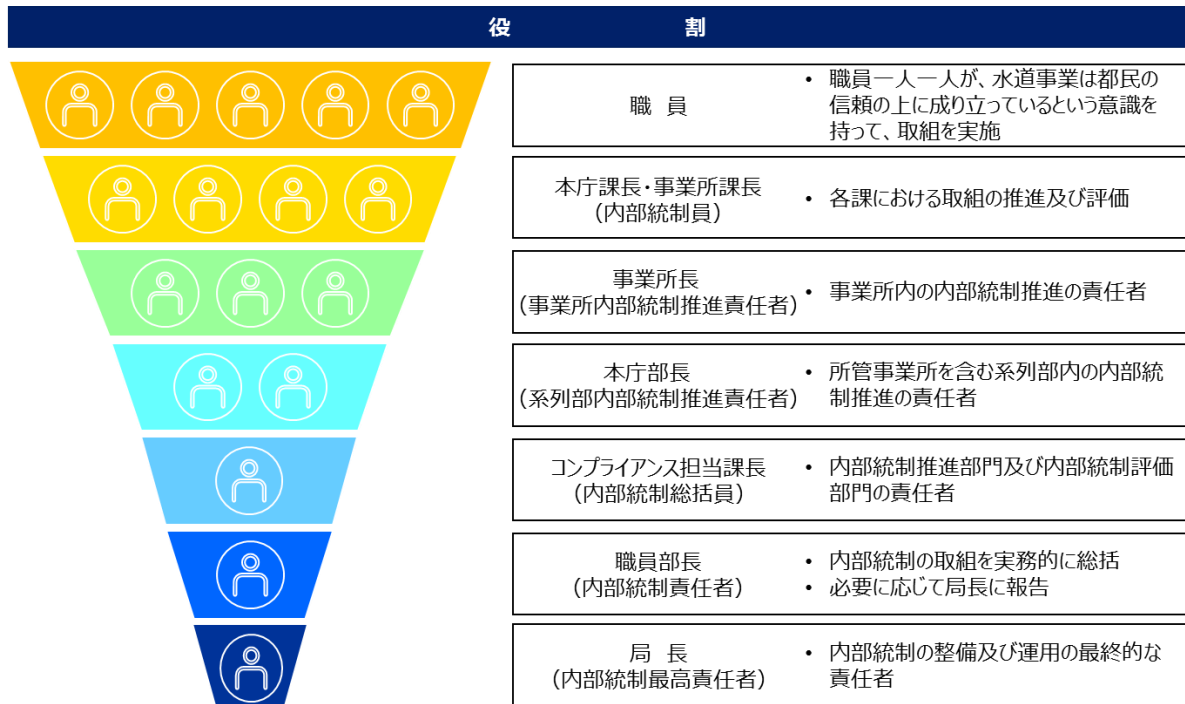 役 割
職 員
• 職員一人一人が、水道事業は都民の
信頼の上に成り立っているという意識を
持って、取組を実施
本庁課長・事業所課長
(内部統制員)
• 各課における取組の推進及び評価
事業所長
(事業所内部統制推進責任者)
• 事業所内の内部統制推進の責任者
本庁部長
(系列部内部統制推進責任者)
• 所管事業所を含む系列部内の内部統
制推進の責任者
コンプライアンス担当課長
(内部統制総括員)
• 内部統制推進部門及び内部統制評価
部門の責任者
職員部長
(内部統制責任者)
• 内部統制の取組を実務的に総括
• 必要に応じて局長に報告
局 長
(内部統制最高責任者)
• 内部統制の整備及び運用の最終的な
責任者